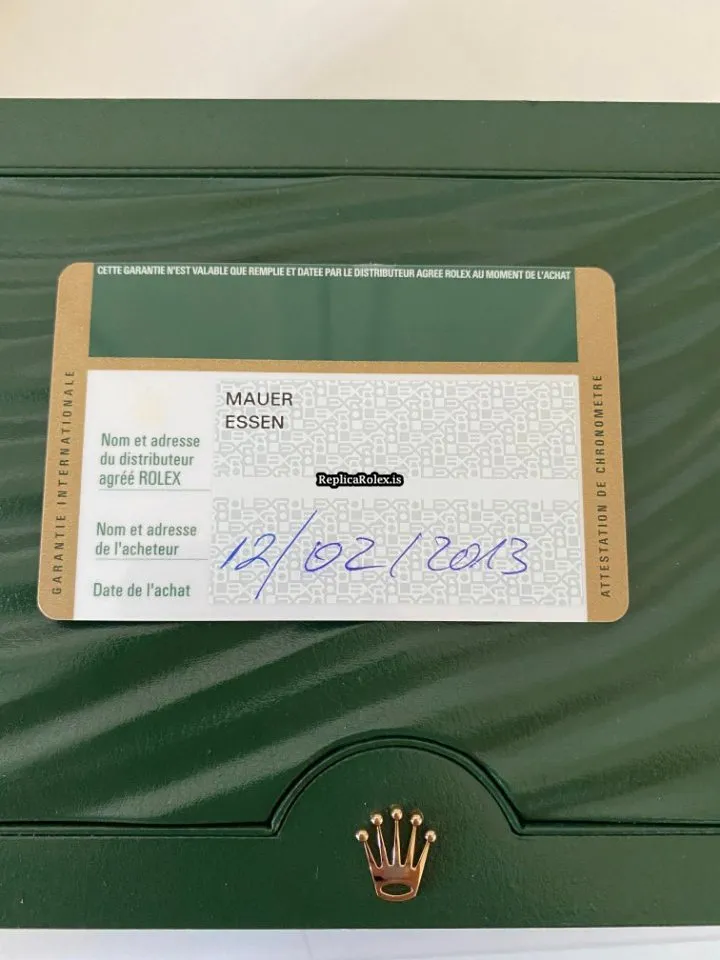 CETTE GARANTIE N'EST VALABLE QUE REMPLIE ET DATEE PAR LE DISTRIBUTEUR AGREE ROLEX AU MOMENT DE L'ACHAT
GARANTIE INTERNATIONALE
MAUER
ESSEN
Nom et adresse
du distributeur
agréé ROLEX
ReplicaRolex.is
Nom et adresse
de l'acheteur
12/02/2013
Date de l'achat
ATTESTATION DE CHRONOMETRE